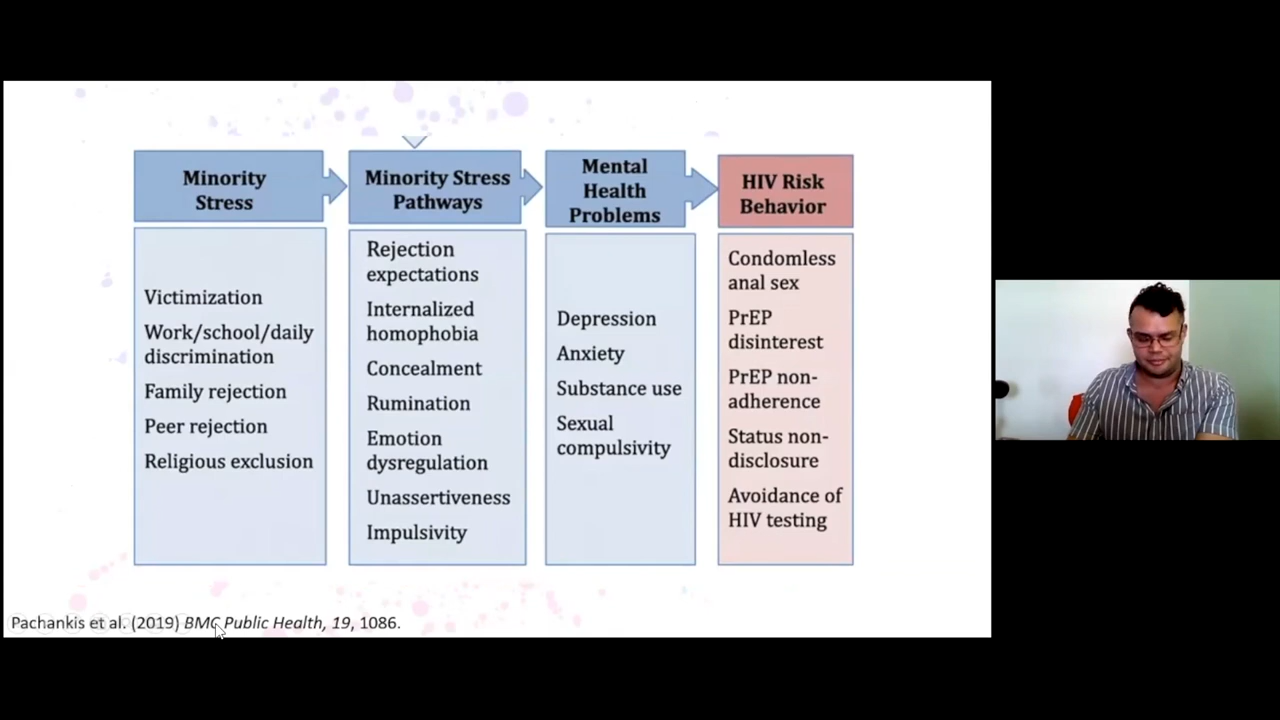 Minority
Stress
Victimization
Work/school/daily
discrimination
Family rejection
Peer rejection
Religious exclusion
Minority Stress
Pathways
Rejection
expectations
Internalized
homophobia
Concealment
Rumination
Emotion
dysregulation
Unassertiveness
Impulsivity
Mental
Health
Problems
Depression
Anxiety
Substance use
Sexual
compulsivity
HIV Risk
Behavior
Condomless
anal sex
PrEP
disinterest
PrEP non-
adherence
Status non-
disclosure
Avoidance of
HIV testing
Pachankis et al. (2019) BMC Public Health, 19, 1086.